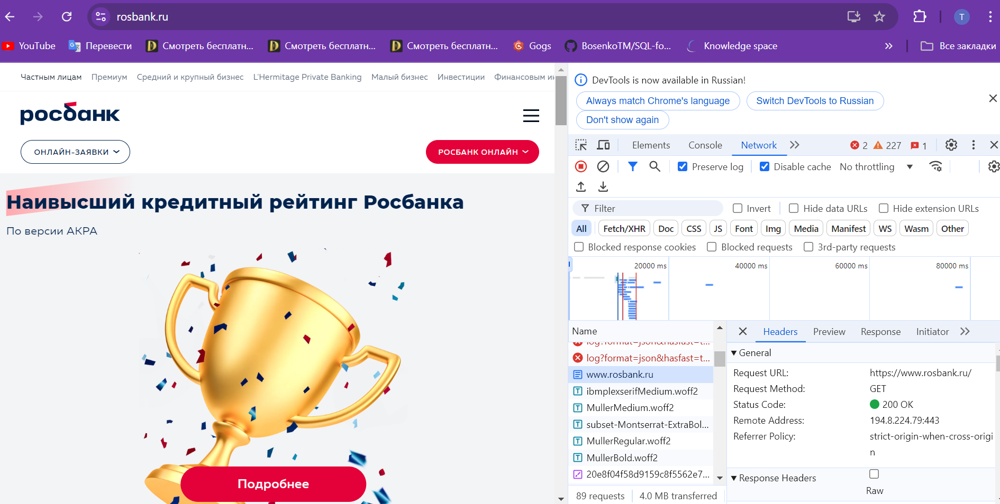 rosbank.ru
T
YouTube
Перевести
Смотреть бесплатн...
Смотреть бесплатн...
Смотреть бесплатн...
Gogs
BosenkoTM/SQL-fo...
Knowledge space
Все закладки
Частным лицам
Премиум
Средний и крупный бизнес
L'Hermitage Private Banking
Малый бизнес
Инвестиции
Финансовым
росбанк
ОНЛАЙН-ЗАЯВКИ
РОСБАНК ОНЛАЙН
Наивысший кредитный рейтинг Росбанка
По версии АКРА
Подробнее
DevTools is now available in Russian!
Always match Chrome's language
Switch DevTools to Russian
Don't show again
Elements
Console
Network
2
227
1
Preserve log
Disable cache
No throttling
Filter
Invert
Hide data URLs
Hide extension URLs
All
Fetch/XHR
Doc
CSS
JS
Font
Img
Media
Manifest
WS
Wasm
Other
Blocked response cookies
Blocked requests
3rd-party requests
20000 ms
40000 ms
60000 ms
80000 ms
Name
log?format=json&hasfast=t...
log?format=json&hasfast=t...
www.rosbank.ru
ibmplexserifMedium.woff2
MullerMedium.woff2
subset-Montserrat-ExtraBol...
MullerRegular.woff2
MullerBold.woff2
20e8f04f58d9159c8f5562e7...
89 requests
4.0 MB transferred
Headers
Preview
Response
Initiator
General
Request URL:
https://www.rosbank.ru/
Request Method:
GET
Status Code:
200 OK
Remote Address:
194.8.224.79:443
Referrer Policy:
strict-origin-when-cross-origi
n
Response Headers
Raw